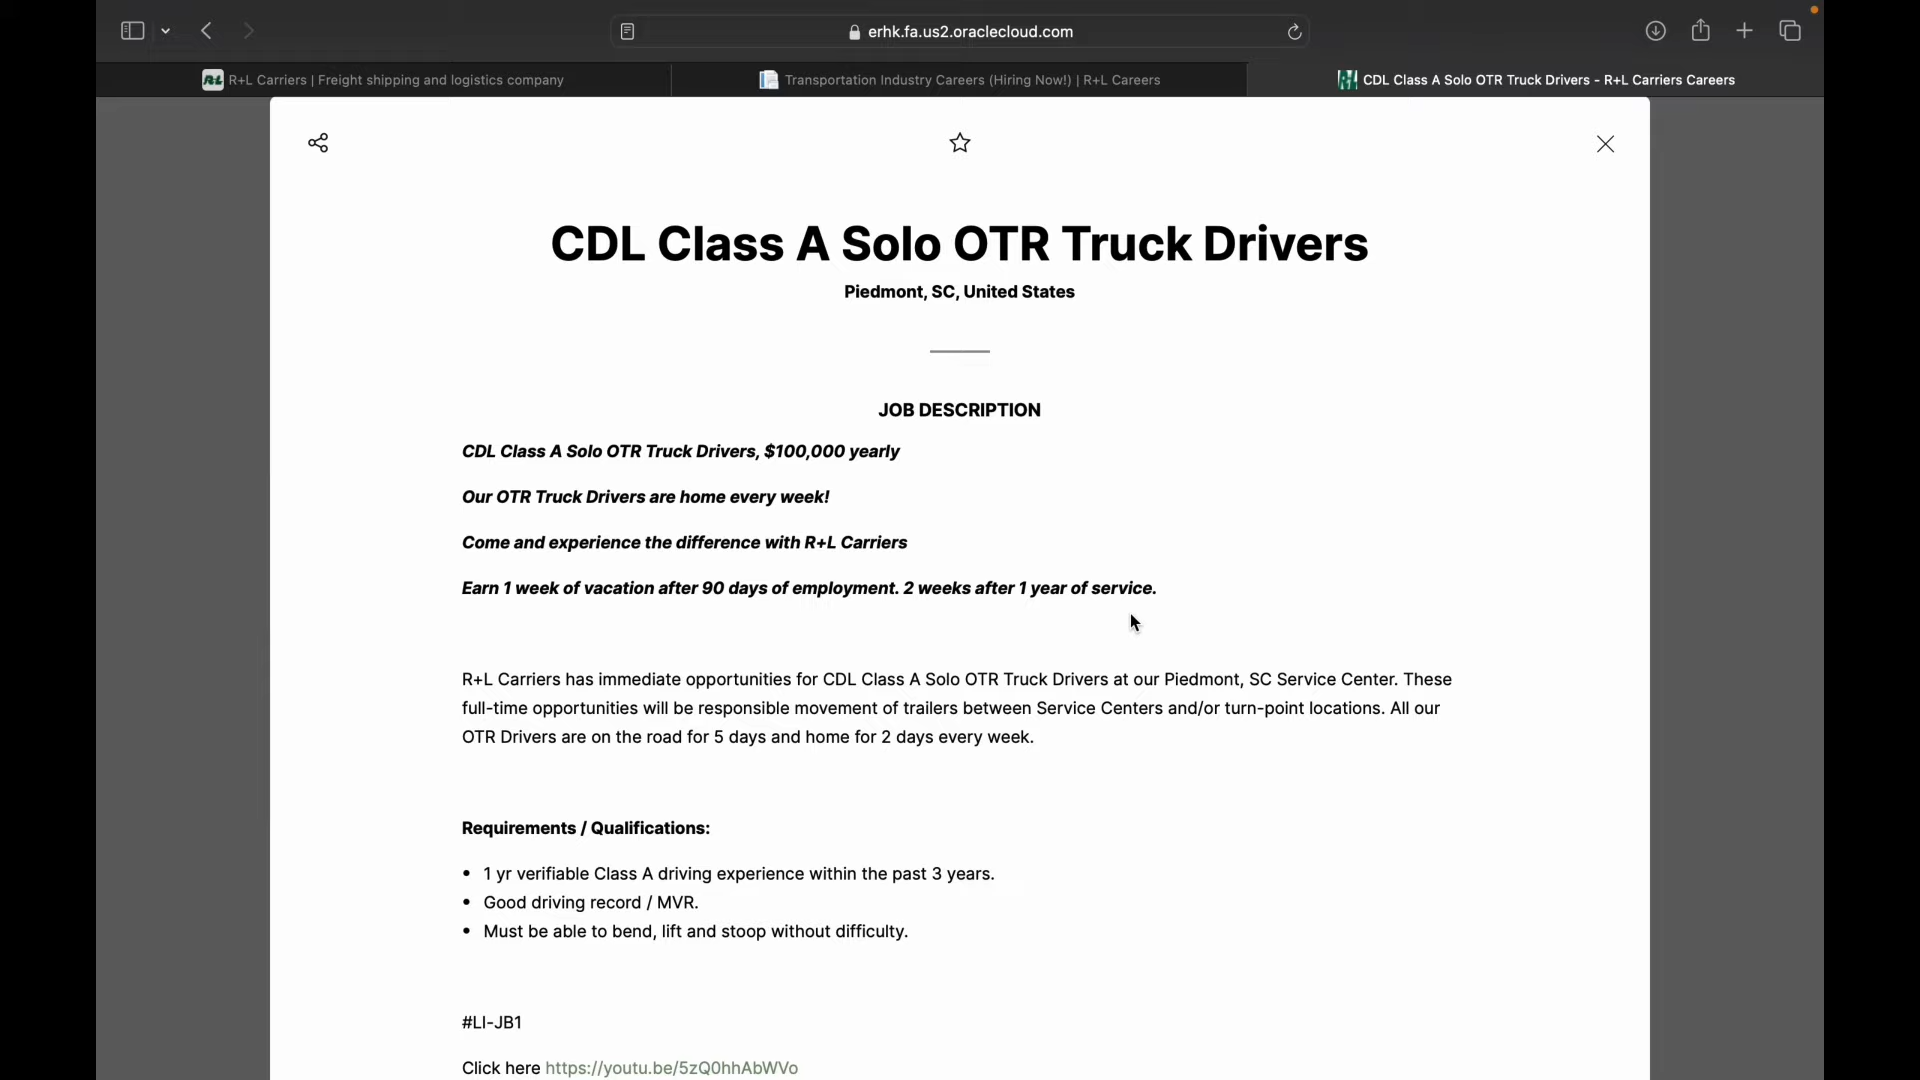 erhk.fa.us2.oraclecloud.com
R+L R+L Carriers | Freight shipping and logistics company
Transportation Industry Careers (Hiring Now!) | R+L Careers
CDL Class A Solo OTR Truck Drivers - R+L Carriers Careers
CDL Class A Solo OTR Truck Drivers
Piedmont, SC, United States
JOB DESCRIPTION
CDL Class A Solo OTR Truck Drivers, $100,000 yearly
Our OTR Truck Drivers are home every week!
Come and experience the difference with R+L Carriers
Earn 1 week of vacation after 90 days of employment. 2 weeks after 1 year of service.
R+L Carriers has immediate opportunities for CDL Class A Solo OTR Truck Drivers at our Piedmont, SC Service Center. These
full-time opportunities will be responsible movement of trailers between Service Centers and/or turn-point locations. All our
OTR Drivers are on the road for 5 days and home for 2 days every week.
Requirements / Qualifications:
• 1 yr verifiable Class A driving experience within the past 3 years.
• Good driving record / MVR.
• Must be able to bend, lift and stoop without difficulty.
#LI-JB1
Click here https://youtu.be/5zQ0hhAbWVo